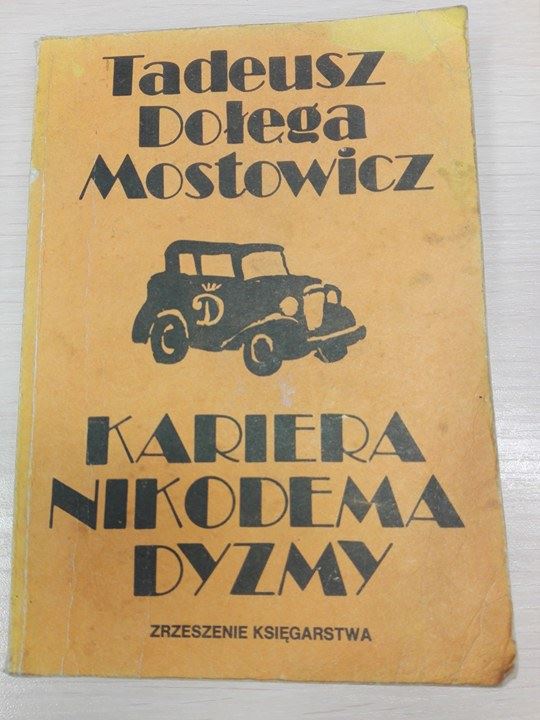 Tadeusz
Dołęga
Mostowicz
D
KARIERA
NIKODEMA
DYZMY
ZRZESZENIE KSIĘGARSTWA